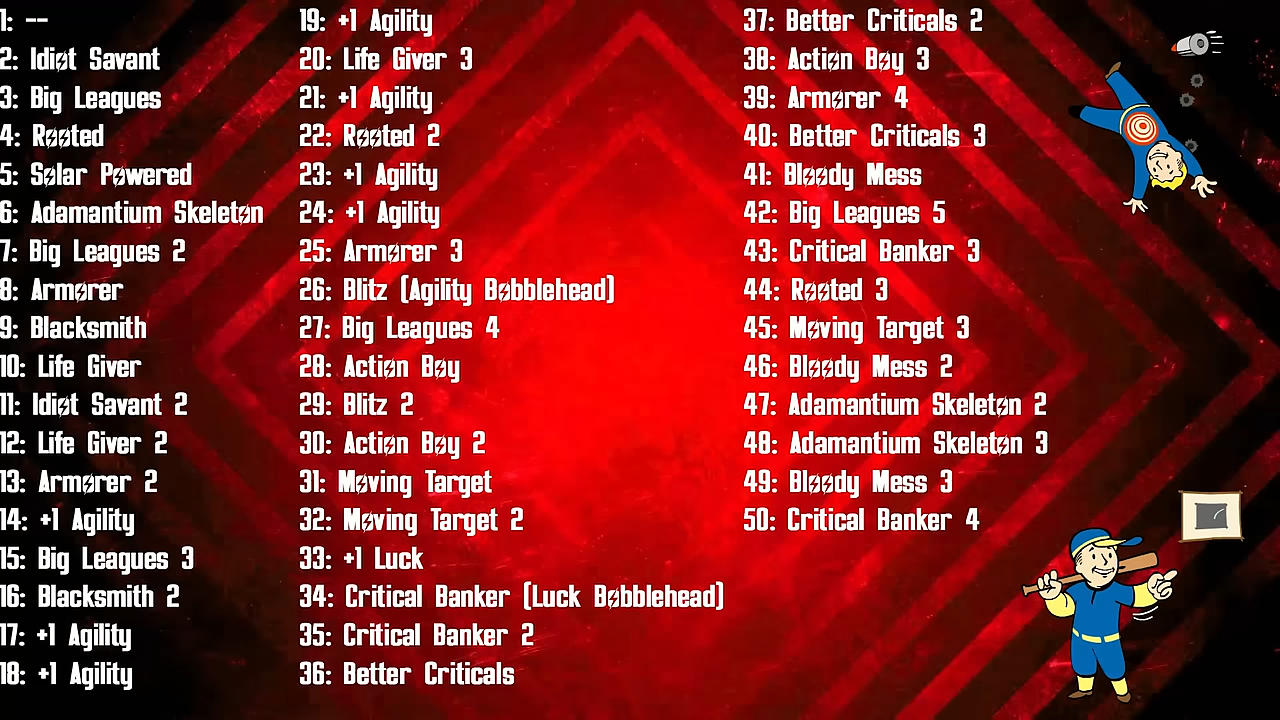 1: --
2: Idiot Savant
3: Big Leagues
4: Rooted
5: Solar Powered
6: Adamantium Skeleton
7: Big Leagues 2
8: Armorer
9: Blacksmith
10: Life Giver
11: Idiot Savant 2
12: Life Giver 2
13: Armorer 2
14: +1 Agility
15: Big Leagues 3
16: Blacksmith 2
17: +1 Agility
18: +1 Agility
19: +1 Agility
20: Life Giver 3
21: +1 Agility
22: Rooted 2
23: +1 Agility
24: +1 Agility
25: Armorer 3
26: Blitz (Agility Bobblehead)
27: Big Leagues 4
28: Action Boy
29: Blitz 2
30: Action Boy 2
31: Moving Target
32: Moving Target 2
33: +1 Luck
34: Critical Banker (Luck Bobblehead)
35: Critical Banker 2
36: Better Criticals
37: Better Criticals 2
38: Action Boy 3
39: Armorer 4
40: Better Criticals 3
41: Bloody Mess
42: Big Leagues 5
43: Critical Banker 3
44: Rooted 3
45: Moving Target 3
46: Bloody Mess 2
47: Adamantium Skeleton 2
48: Adamantium Skeleton 3
49: Bloody Mess 3
50: Critical Banker 4